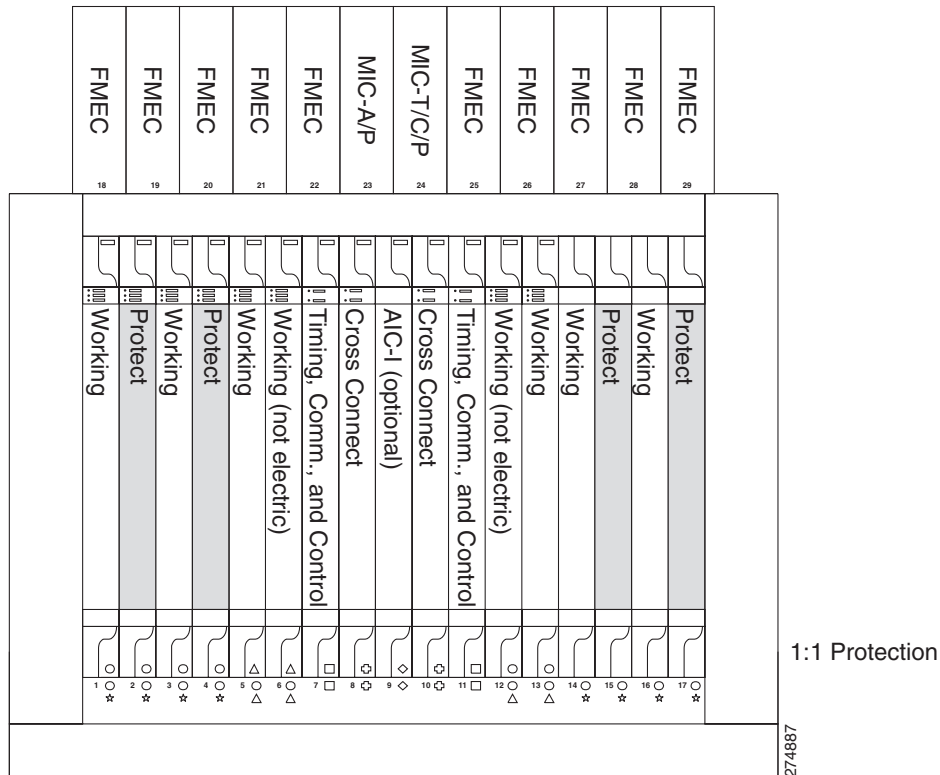 FMEC
FMEC
FMEC
FMEC
FMEC
MIC-A/P
MIC-T/C/P
FMEC
FMEC
FMEC
FMEC
FMEC
18
19
20
21
22
23
24
25
26
27
28
29
Working
Protect
Working
Protect
Working
Working (not electric)
Timing, Comm., and Control
Cross Connect
AIC-I (optional)
Cross Connect
Timing, Comm., and Control
Working (not electric)
Working
Working
Protect
Working
Protect
1
2
3
4
5
6
7
8
9
10
11
12
13
14
15
16
17
1:1 Protection
274887